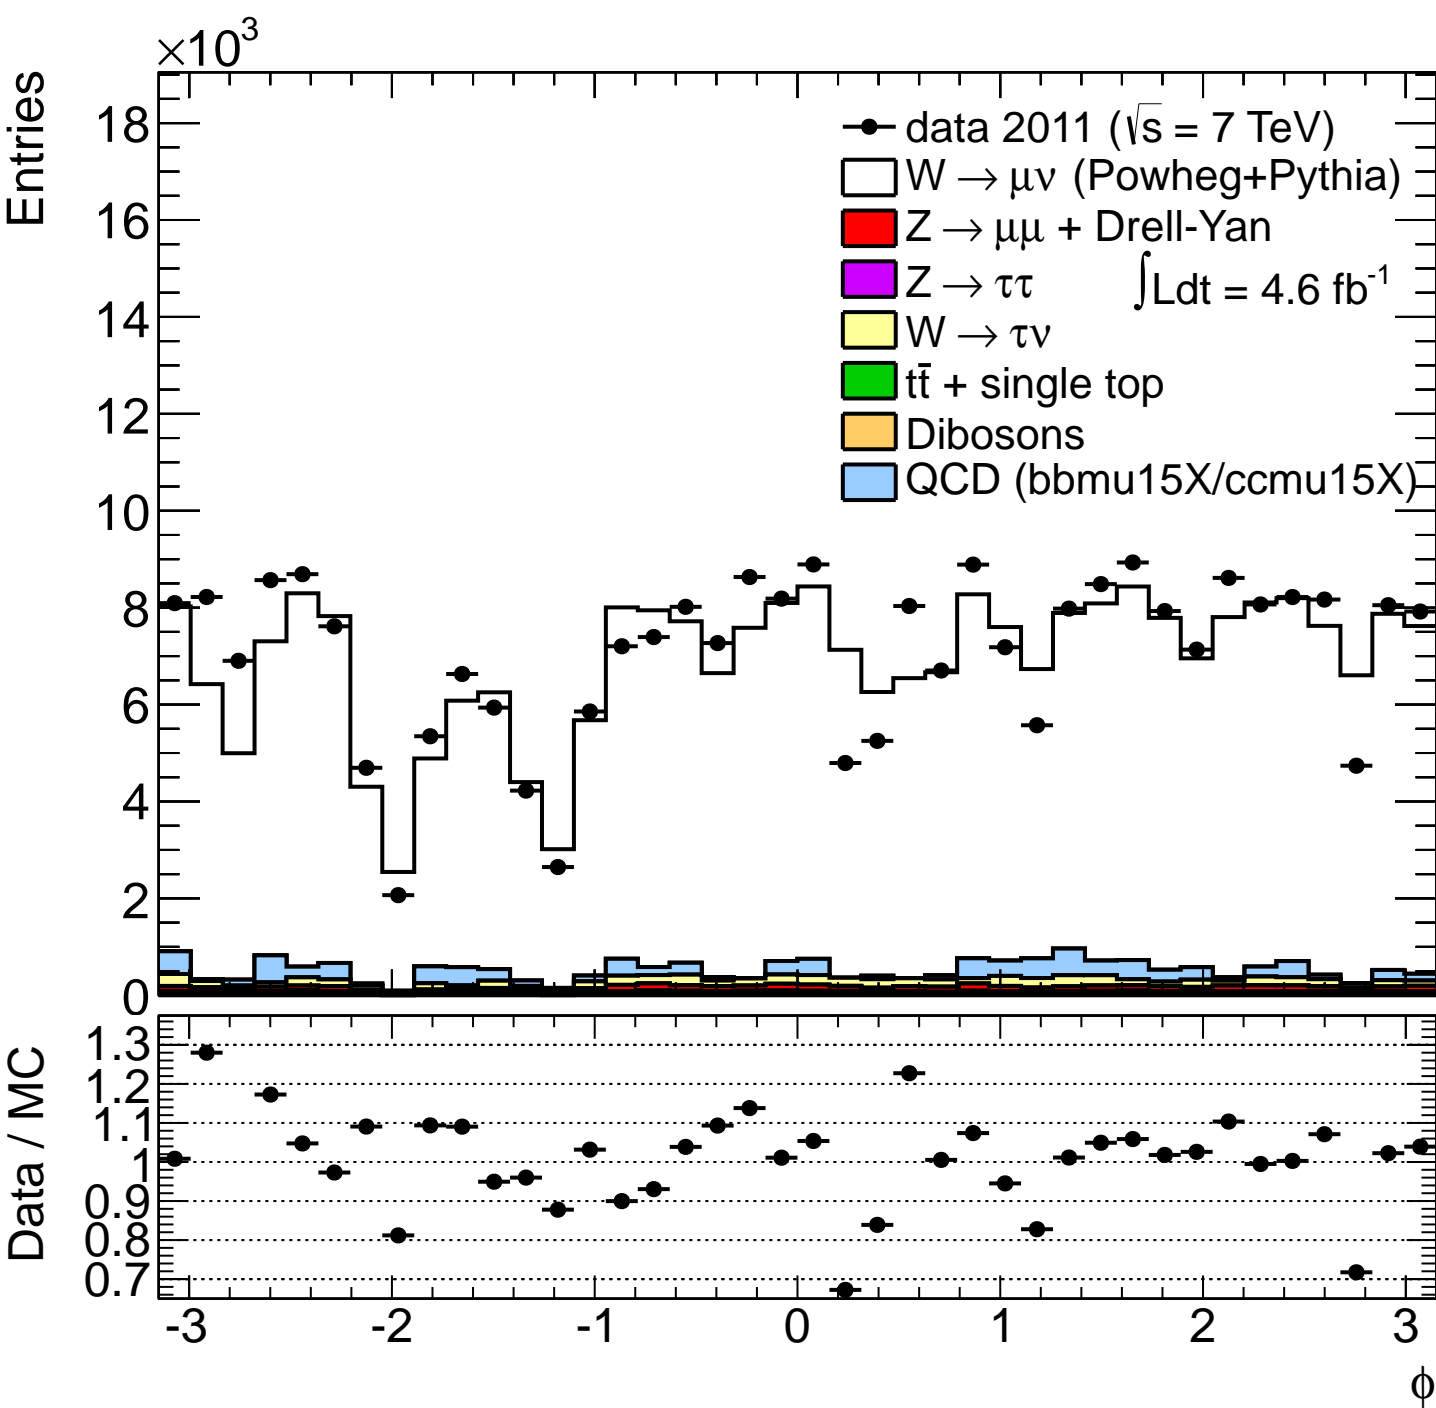 ×10³
Entries
18
16
14
12
10
8
6
4
2
0
data 2011 (√s = 7 TeV)
W → μν (Powheg+Pythia)
Z → μμ + Drell-Yan
Z → ττ
∫Ldt = 4.6 fb⁻¹
W → τν
tt̄ + single top
Dibosons
QCD (bbmu15X/ccmu15X)
Data / MC
1.3
1.2
1.1
1
0.9
0.8
0.7
-3 -2 -1 0 1 2 3
ϕ